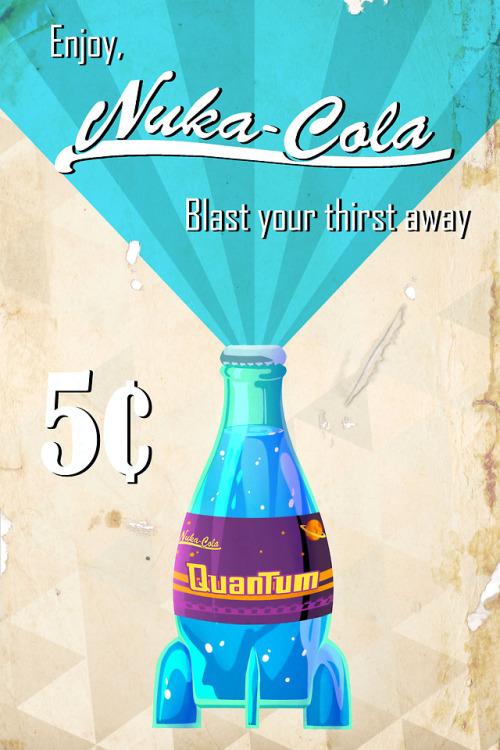 Enjoy,
Nuka-Cola
Blast your thirst away
5¢
Nuka-Cola
Quantum